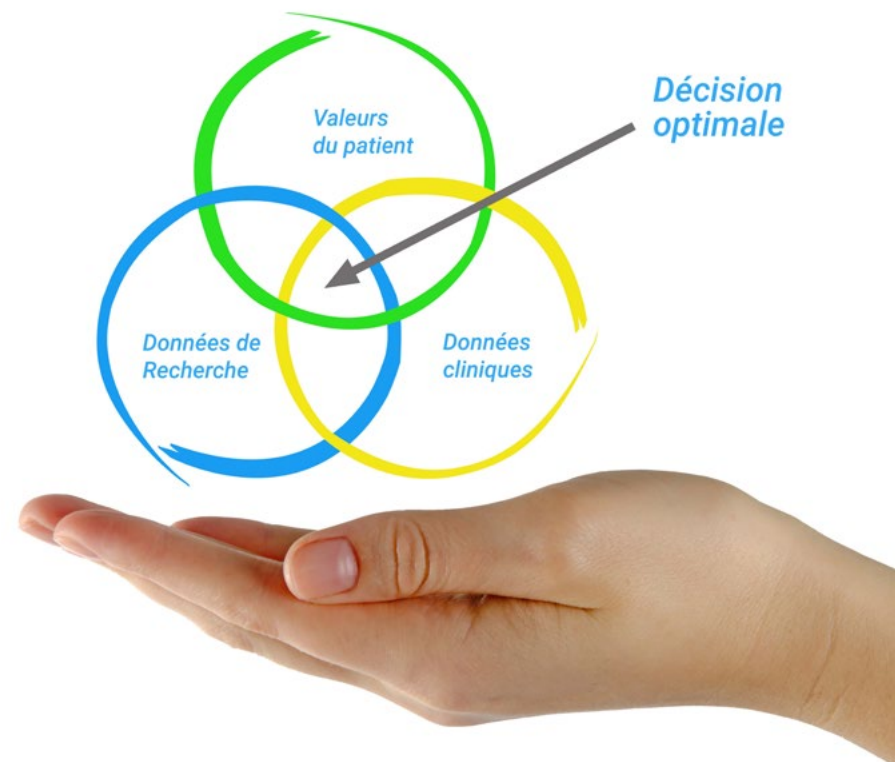 Décision
optimale
Valeurs
du patient
Données de
Recherche
Données
cliniques